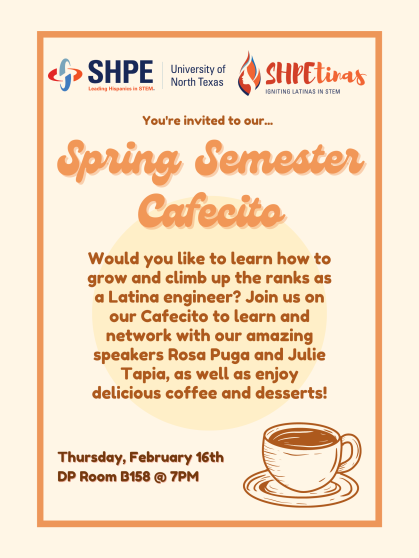 SHPE
Leading Hispanics in STEM.
University of
North Texas
SHPEtinas
IGNITING LATINAS IN STEM
You're invited to our...
Spring Semester
Cafecito
Would you like to learn how to
grow and climb up the ranks as
a Latina engineer? Join us on
our Cafecito to learn and
network with our amazing
speakers Rosa Puga and Julie
Tapia, as well as enjoy
delicious coffee and desserts!
Thursday, February 16th
DP Room B158 @ 7PM